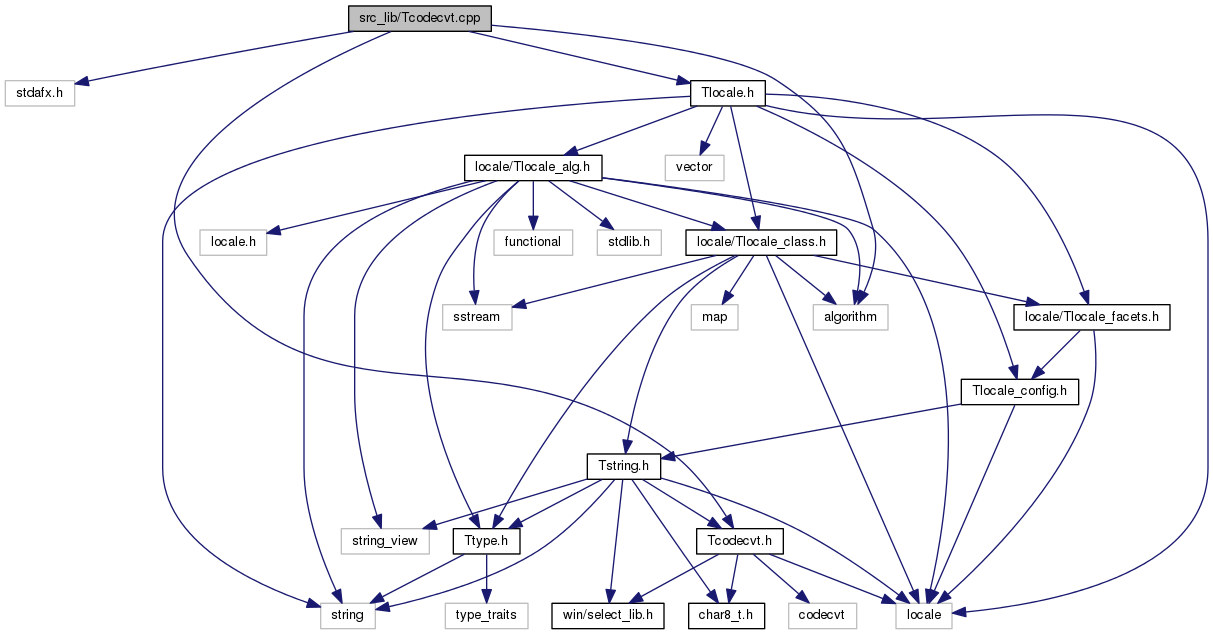 src_lib/Tcodecvt.cpp
stdafx.h
Tlocale.h
locale/Tlocale_alg.h
vector
locale.h
functional
stdlib.h
locale/Tlocale_class.h
sstream
map
algorithm
locale/Tlocale_facets.h
Tlocale_config.h
Tstring.h
string_view
Ttype.h
Tcodecvt.h
string
type_traits
win/select_lib.h
char8_t.h
codecvt
locale